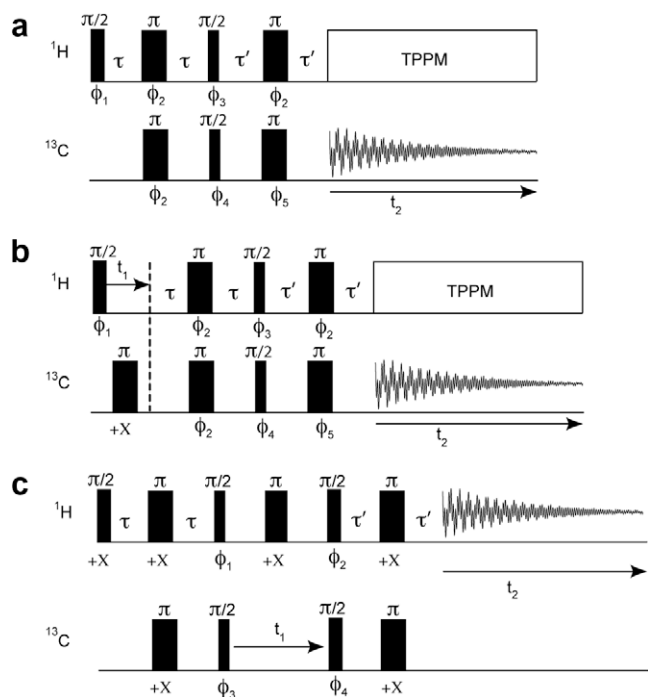 a
π/2 π π/2 π
¹H τ τ τ′ τ′ TPPM
ϕ₁ ϕ₂ ϕ₃ ϕ₂
π π/2 π
¹³C
ϕ₂ ϕ₄ ϕ₅ t₂
b
π/2 π π/2 π
t₁
¹H τ τ τ′ τ′ TPPM
ϕ₁ ϕ₂ ϕ₃ ϕ₂
π π π/2 π
¹³C
+X ϕ₂ ϕ₄ ϕ₅ t₂
c
π/2 π π/2 π π/2 π
¹H τ τ τ′ τ′
+X +X ϕ₁ +X ϕ₂ +X t₂
π π/2 π/2 π
¹³C t₁
+X ϕ₃ ϕ₄ +X